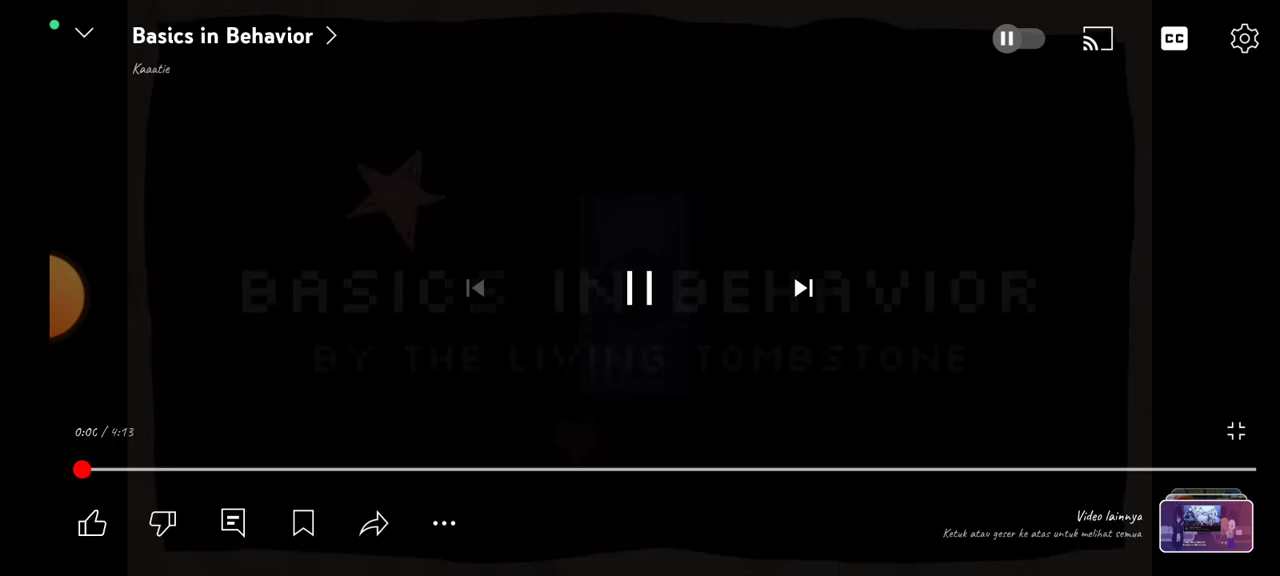 Basics in Behavior
Kaaatie
CC
BASICS IN BEHAVIOR
BY THE LIVING TOMBSTONE
0:00 / 4:13
Video lainnya
Ketuk atau geser ke atas untuk melihat semua